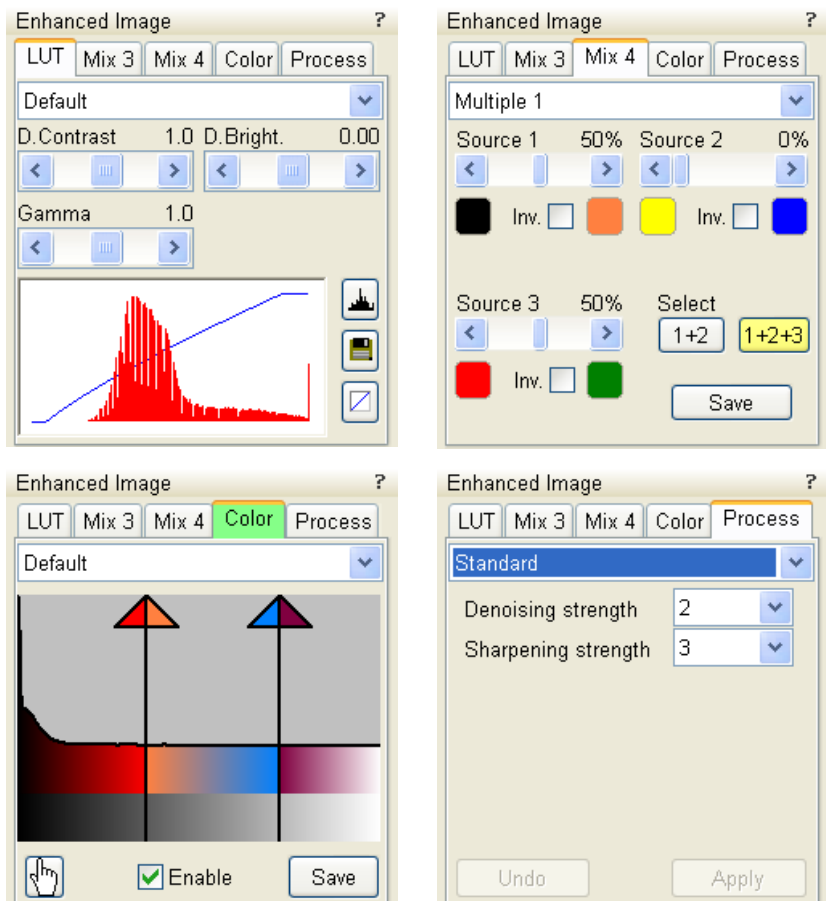 Enhanced Image ?
LUT Mix 3 Mix 4 Color Process
Default
D.Contrast 1.0 D.Bright. 0.00
Gamma 1.0
Enhanced Image ?
LUT Mix 3 Mix 4 Color Process
Multiple 1
Source 1 50% Source 2 0%
Inv. Inv.
Source 3 50% Select
1+2 1+2+3
Inv.
Save
Enhanced Image ?
LUT Mix 3 Mix 4 Color Process
Default
Enable Save
Enhanced Image ?
LUT Mix 3 Mix 4 Color Process
Standard
Denoising strength 2
Sharpening strength 3
Undo Apply